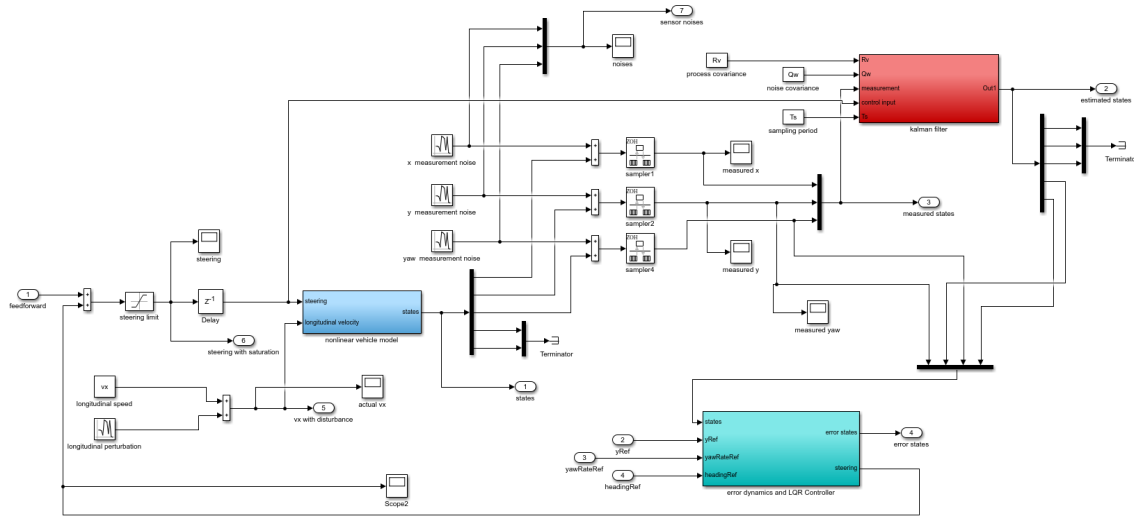 7
sensor noises
noises
Rv
process covariance
Qw
noise covariance
Ts
sampling period
Rv
Qw
measurement
control input
Ts
Out1
kalman filter
2
estimated states
Terminator
x measurement noise
y measurement noise
yaw measurement noise
ZOH
sampler1
ZOH
sampler2
ZOH
sampler4
measured x
measured y
measured yaw
3
measured states
steering
1
feedforward
steering limit
Z-1
Delay
6
steering with saturation
steering
longitudinal velocity
states
nonlinear vehicle model
Terminator
1
states
vx
longitudinal speed
longitudinal perturbation
actual vx
5
vx with disturbance
Scope2
2
yRef
3
yawRateRef
4
headingRef
states
yRef
yawRateRef
headingRef
error states
steering
error dynamics and LQR Controller
4
error states